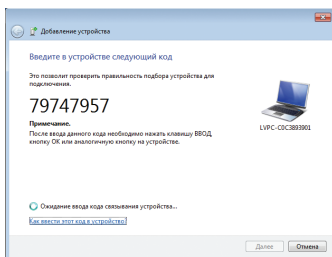 Добавление устройства
Введите в устройстве следующий код
Это позволит проверить правильность подбора устройства для
подключения.
79747957
Примечание.
После ввода данного кода необходимо нажать клавишу ВВОД,
кнопку OK или аналогичную кнопку на устройстве.
LVPC-C0C3893901
Ожидание ввода кода связывания устройства...
Как ввести этот код в устройство?
Далее
Отмена